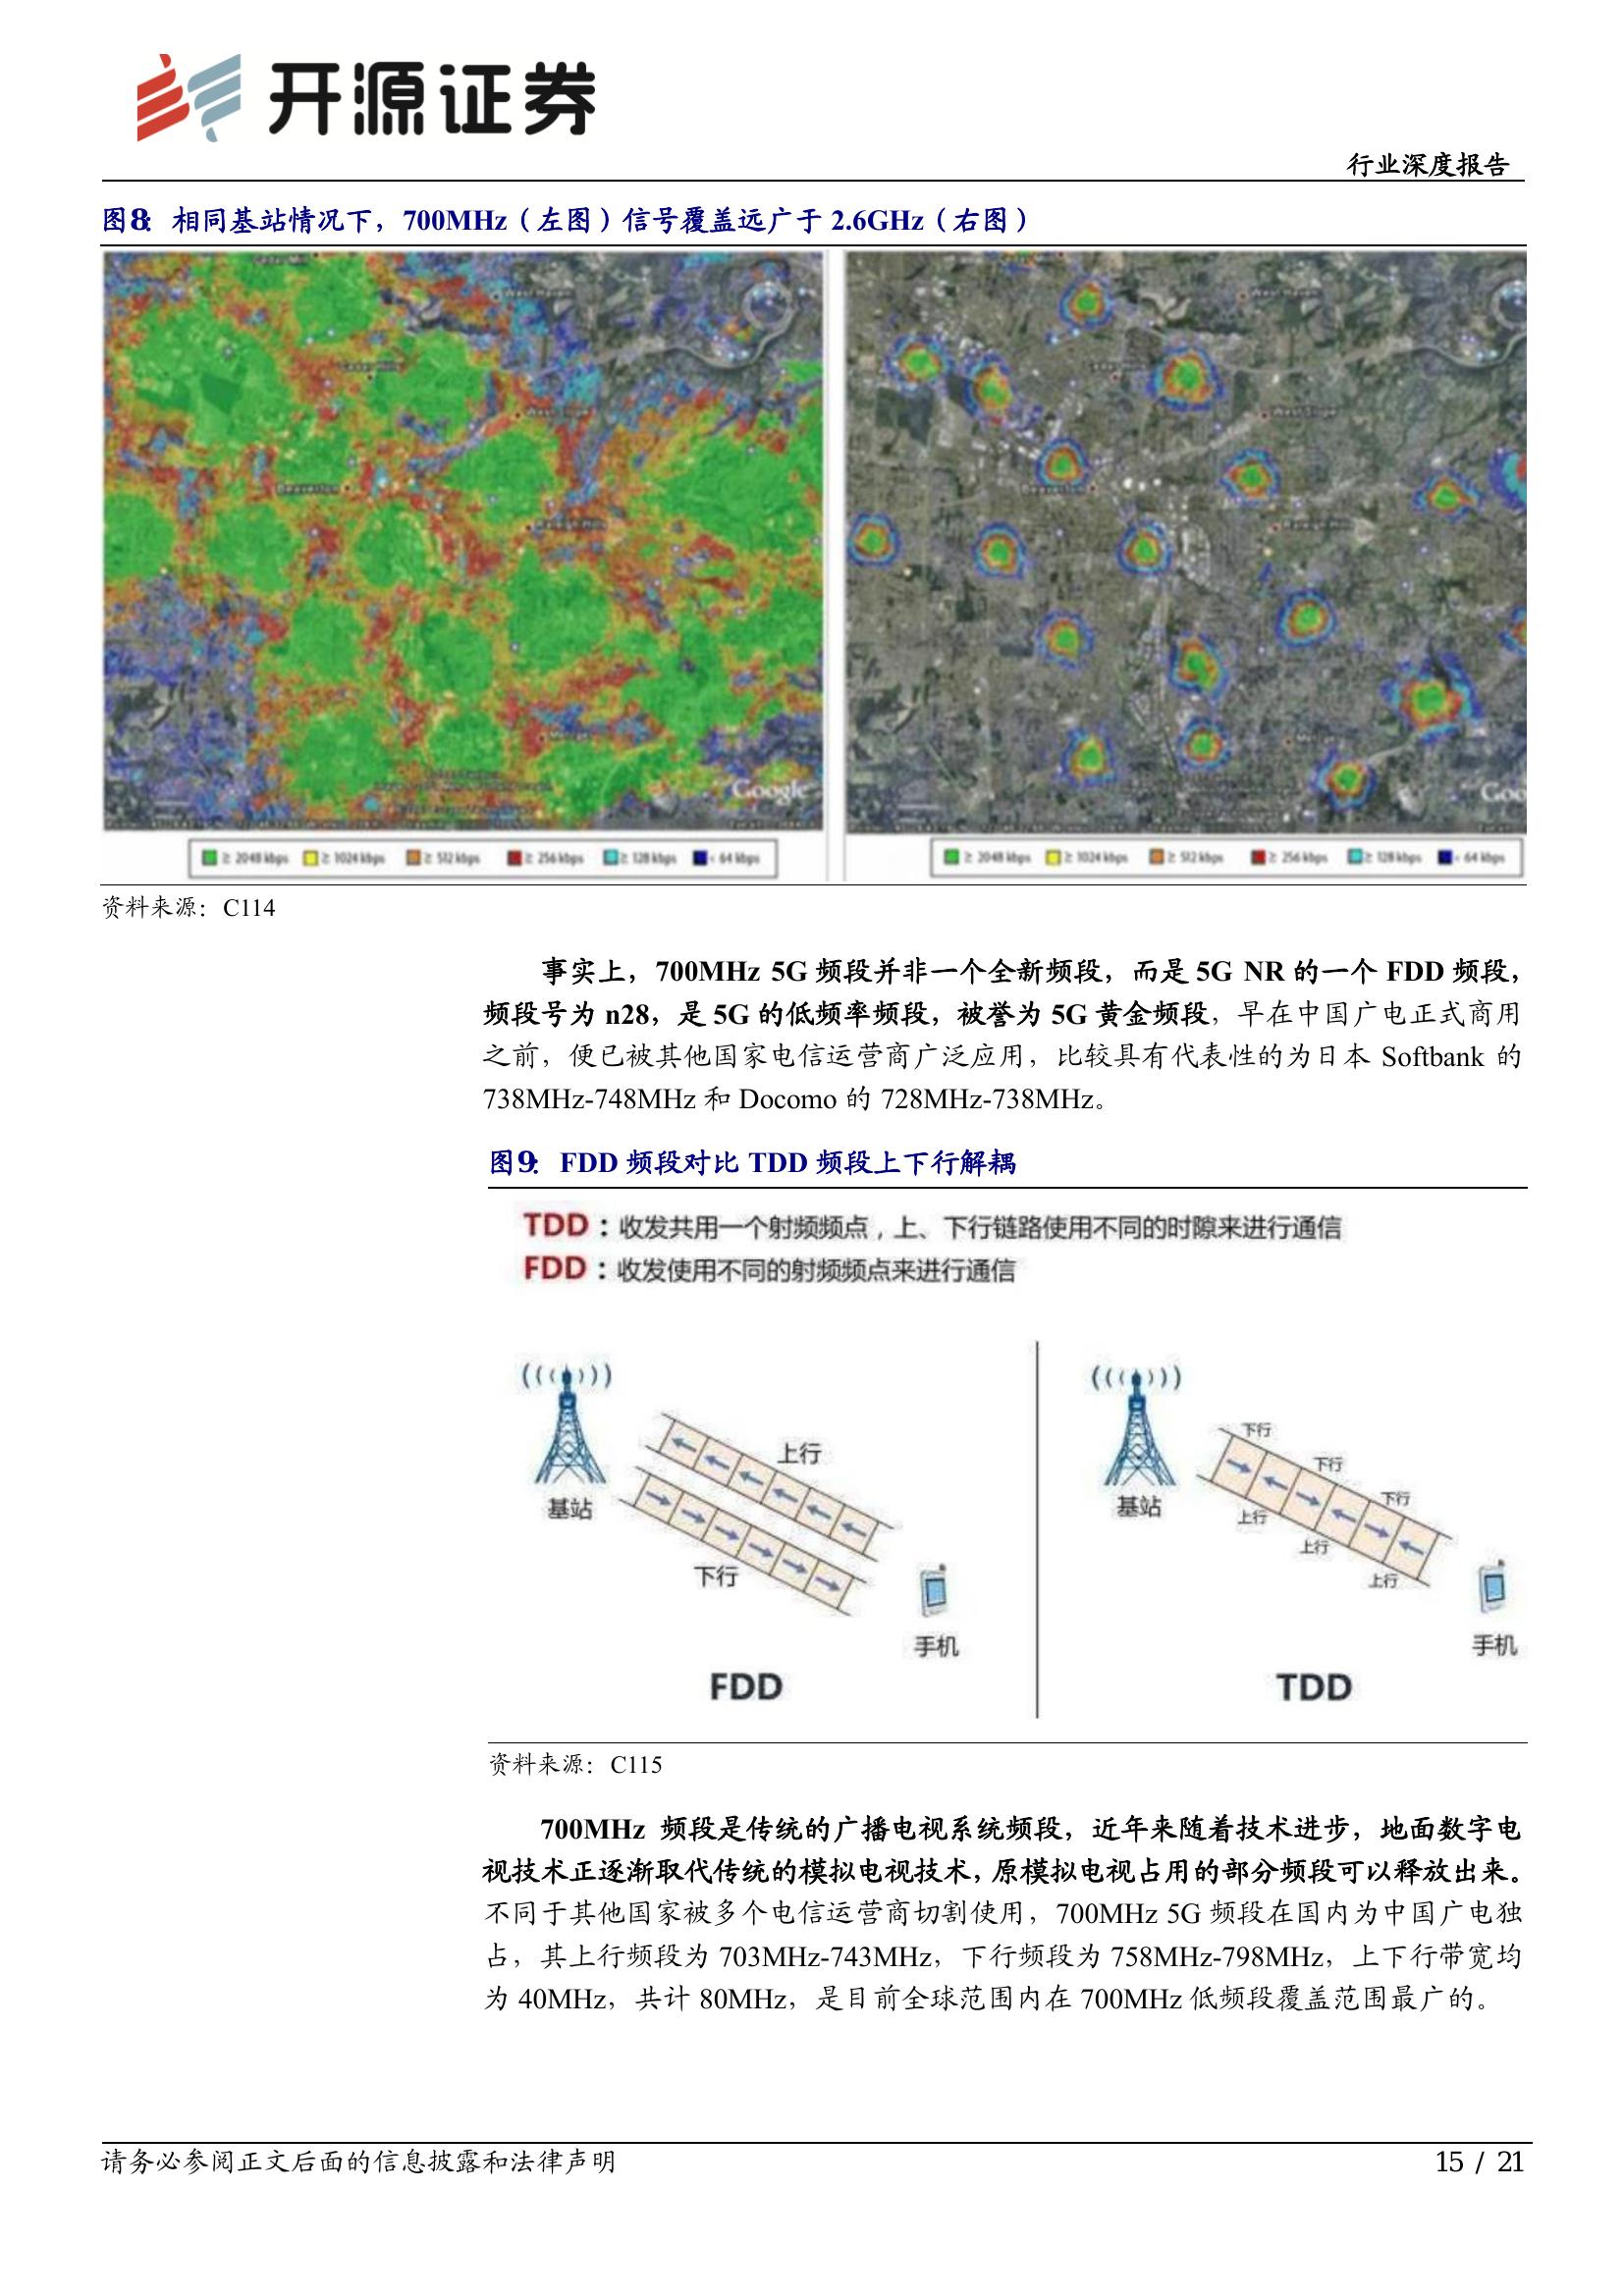 开源证券
行业深度报告
图8： 相同基站情况下，700MHz（左图）信号覆盖远广于 2.6GHz（右图）
West Haven
West Haven
West Slope
West Slope
Beaverton
Beaverton
Raleigh Hills
Raleigh Hills
Google
Goo
≥ 2048 kbps ≥ 1024 kbps ≥ 512 kbps ≥ 256 kbps ≥ 128 kbps < 64 kbps
≥ 2048 kbps ≥ 1024 kbps ≥ 512 kbps ≥ 256 kbps ≥ 128 kbps < 64 kbps
资料来源：C114
事实上，700MHz 5G 频段并非一个全新频段，而是 5G NR 的一个 FDD 频段，
频段号为 n28，是 5G 的低频率频段，被誉为 5G 黄金频段，早在中国广电正式商用
之前，便已被其他国家电信运营商广泛应用，比较具有代表性的为日本 Softbank 的
738MHz-748MHz 和 Docomo 的 728MHz-738MHz。
图9： FDD 频段对比 TDD 频段上下行解耦
TDD：收发共用一个射频频点，上、下行链路使用不同的时隙来进行通信
FDD：收发使用不同的射频频点来进行通信
基站
上行
下行
手机
FDD
基站
下行
下行
下行
上行
上行
上行
手机
TDD
资料来源：C115
700MHz 频段是传统的广播电视系统频段，近年来随着技术进步，地面数字电
视技术正逐渐取代传统的模拟电视技术，原模拟电视占用的部分频段可以释放出来。
不同于其他国家被多个电信运营商切割使用，700MHz 5G 频段在国内为中国广电独
占，其上行频段为 703MHz-743MHz，下行频段为 758MHz-798MHz，上下行带宽均
为 40MHz，共计 80MHz，是目前全球范围内在 700MHz 低频段覆盖范围最广的。
请务必参阅正文后面的信息披露和法律声明
15 / 21